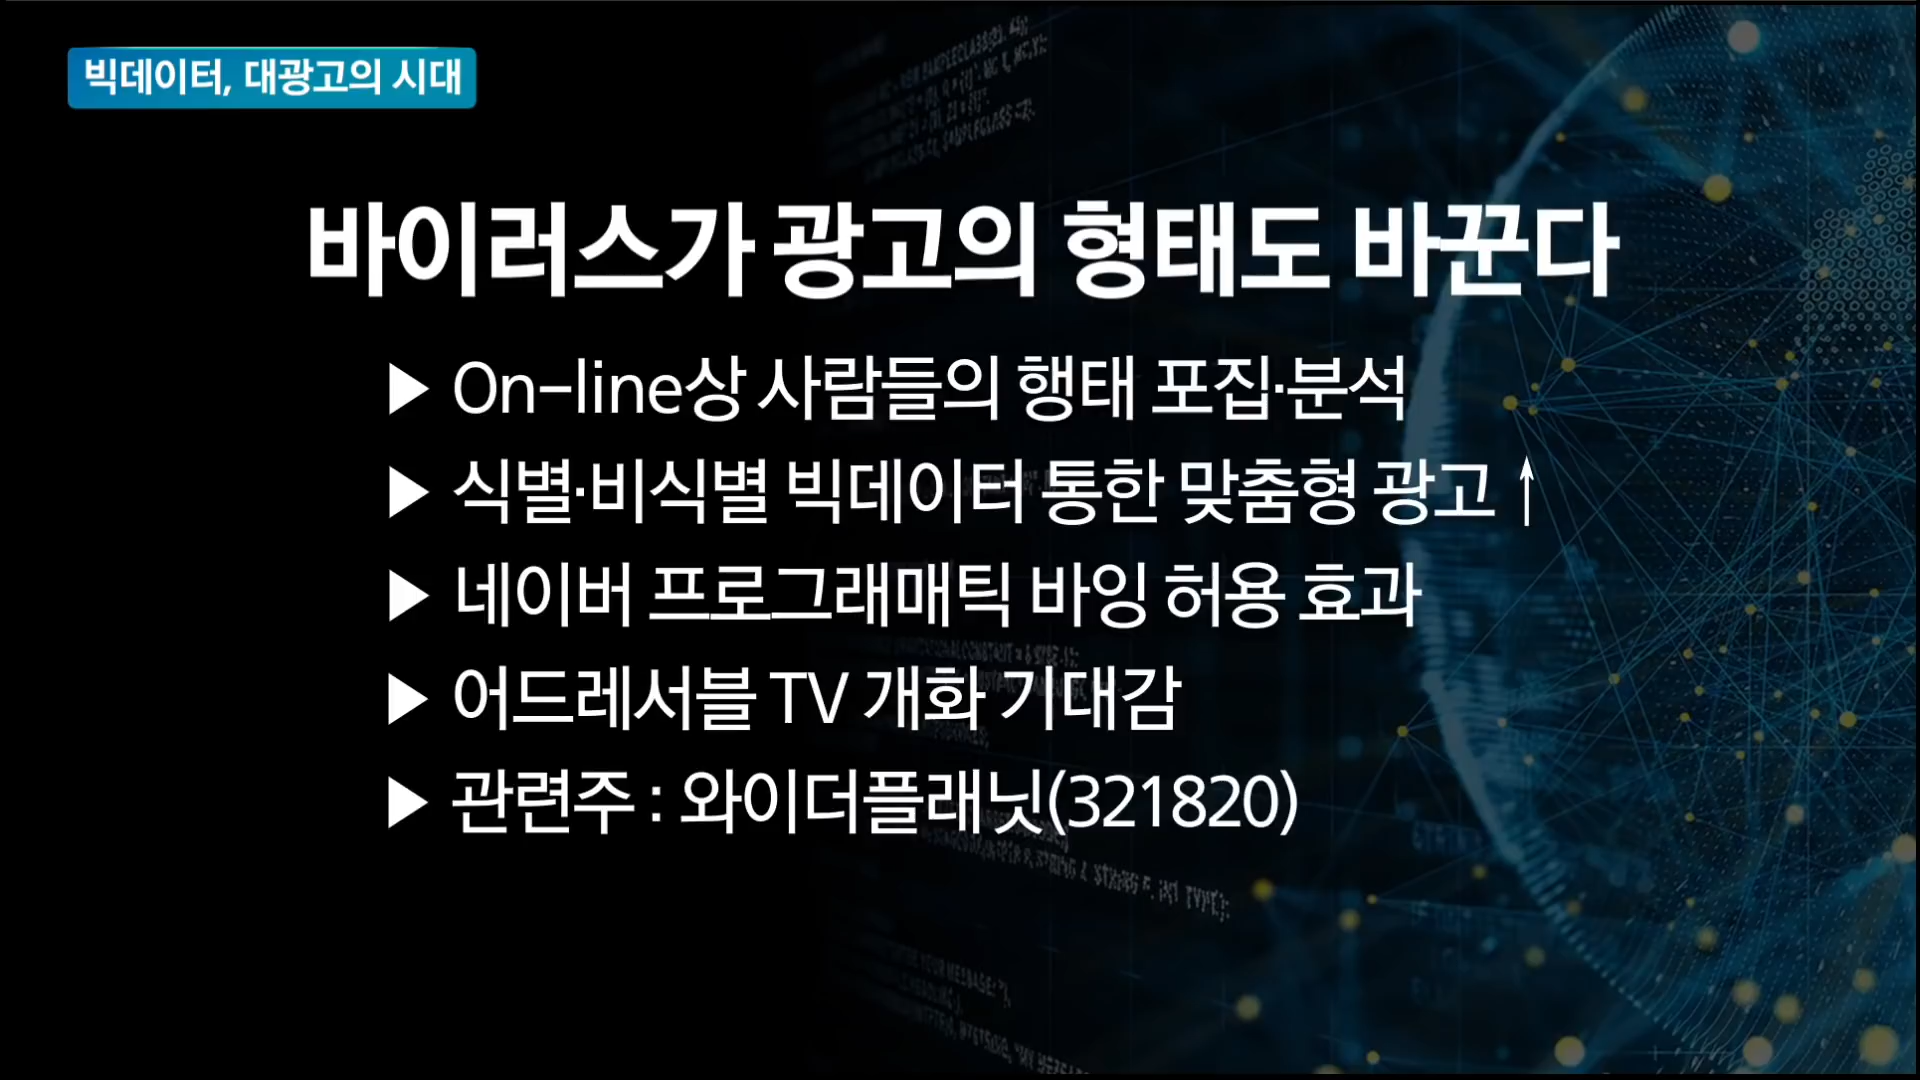 빅데이터, 대광고의 시대
바이러스가 광고의 형태도 바꾼다
▶ On-line상 사람들의 행태 포집·분석
▶ 식별·비식별 빅데이터 통한 맞춤형 광고↑
▶ 네이버 프로그래매틱 바잉 허용 효과
▶ 어드레서블 TV 개화 기대감
▶ 관련주 : 와이더플래닛(321820)